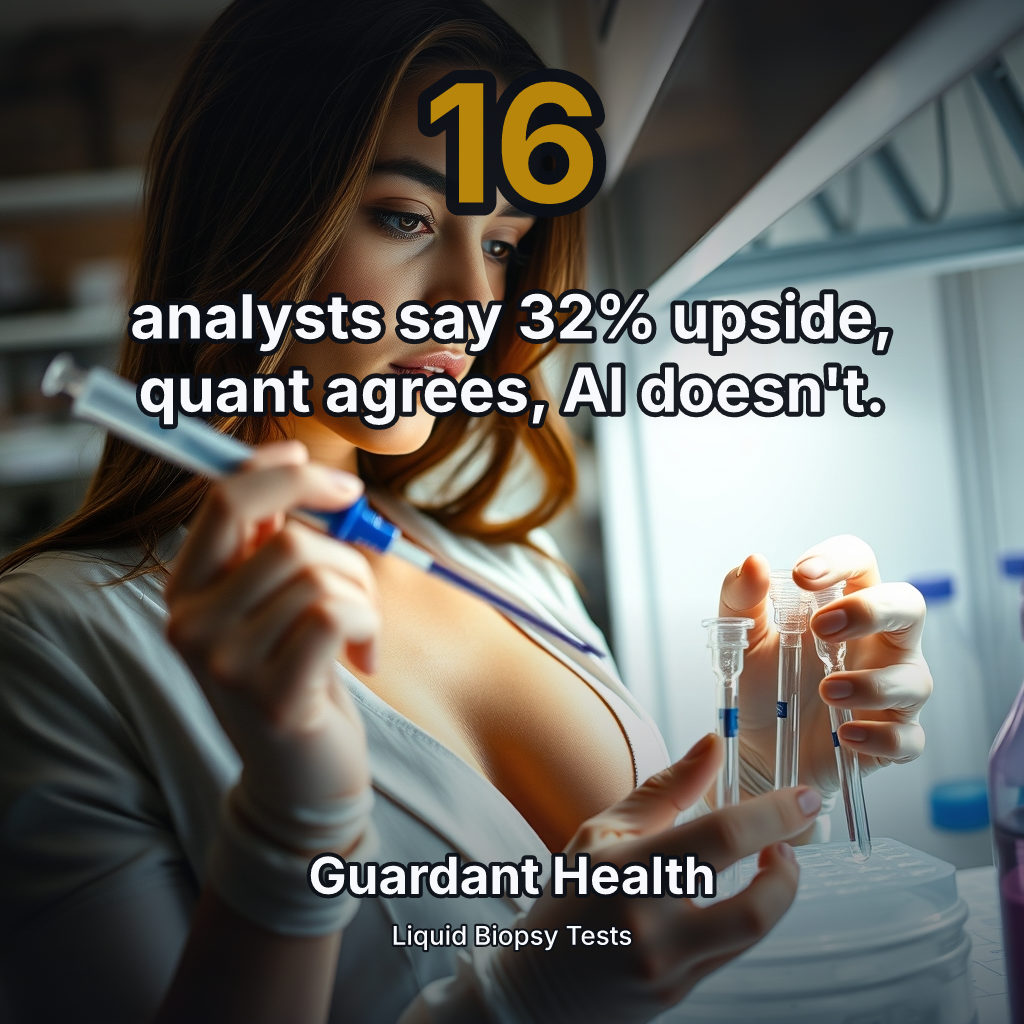 16
analysts say 32% upside,
quant agrees, AI doesn't.
Guardant Health
Liquid Biopsy Tests